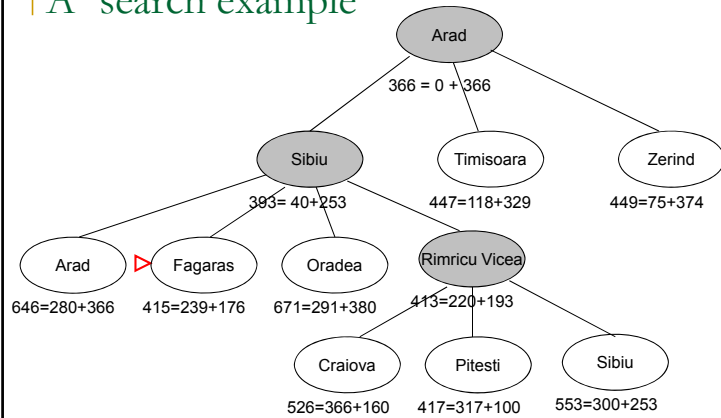 A* search example
Arad
366 = 0 + 366
Sibiu
Timisoara
Zerind
393= 40+253
447=118+329
449=75+374
Arad
Fagaras
Oradea
Rimricu Vicea
646=280+366
415=239+176
671=291+380
413=220+193
Craiova
Pitesti
Sibiu
526=366+160
417=317+100
553=300+253